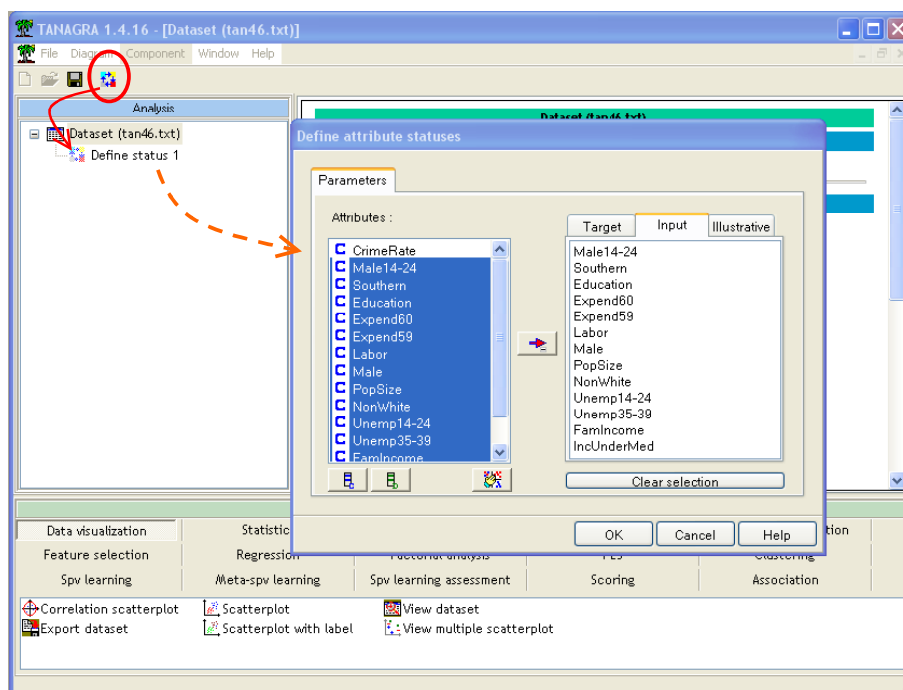 TANAGRA 1.4.16 - [Dataset (tan46.txt)]
File Diagram Component Window Help
Analysis
Dataset (tan46.txt)
Define status 1
Dataset (tan46.txt)
Define attribute statuses
Parameters
Attributes :
CrimeRate
Male14-24
Southern
Education
Expend60
Expend59
Labor
Male
PopSize
NonWhite
Unemp14-24
Unemp35-39
FamIncome
Target Input Illustrative
Male14-24
Southern
Education
Expend60
Expend59
Labor
Male
PopSize
NonWhite
Unemp14-24
Unemp35-39
FamIncome
IncUnderMed
Clear selection
OK Cancel Help
Data visualization Statistic tion
Feature selection Regression Factorial analysis PLS Clustering
Spv learning Meta-spv learning Spv learning assessment Scoring Association
Correlation scatterplot Scatterplot View dataset
Export dataset Scatterplot with label View multiple scatterplot